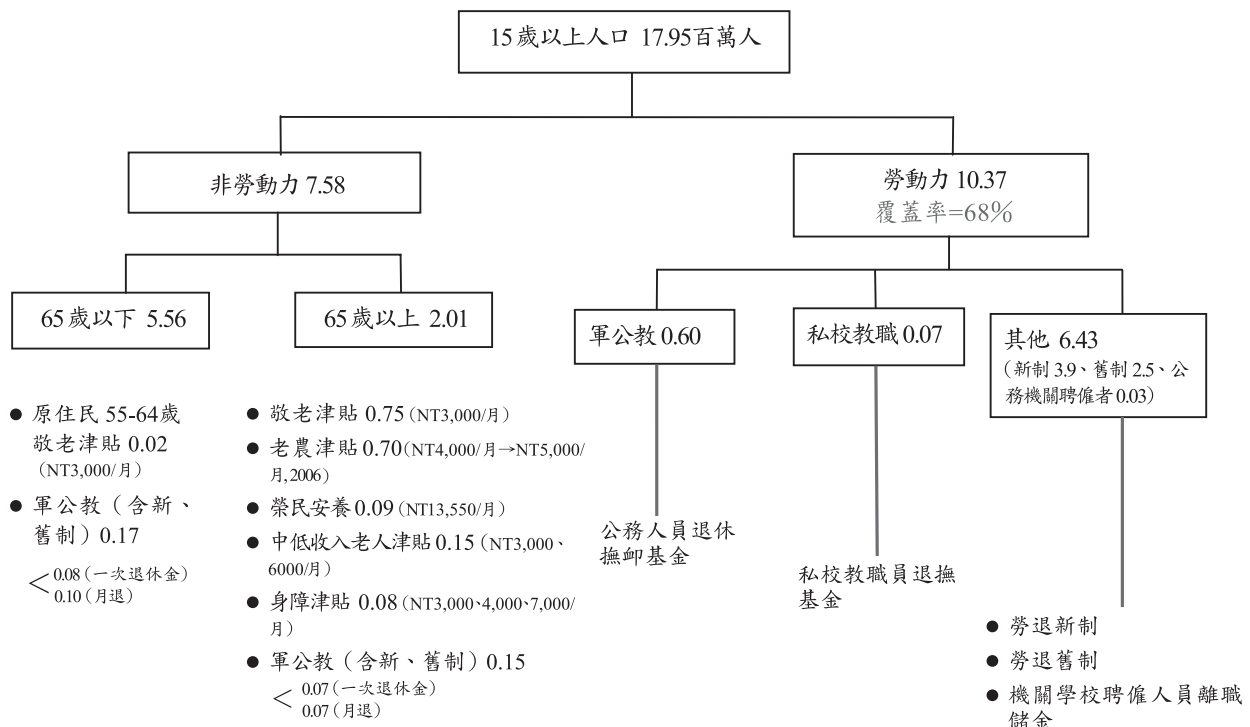 15歲以上人口 17.95百萬人
非勞動力 7.58
勞動力 10.37
覆蓋率=68%
65歲以下 5.56
65歲以上 2.01
軍公教 0.60
私校教職 0.07
其他 6.43
(新制 3.9、舊制 2.5、公
務機關聘僱者 0.03)
● 原住民 55-64歲
敬老津貼 0.02
(NT3,000/月)
● 軍公教(含新、
舊制)0.17
< 0.08(一次退休金)
0.10(月退)
● 敬老津貼 0.75 (NT3,000/月)
● 老農津貼 0.70(NT4,000/月→NT5,000/
月,2006)
● 榮民安養 0.09 (NT13,550/月)
● 中低收入老人津貼 0.15 (NT3,000、
6000/月)
● 身障津貼 0.08 (NT3,000、4,000、7,000/
月)
● 軍公教(含新、舊制)0.15
< 0.07(一次退休金)
0.07(月退)
公務人員退休
撫卹基金
私校教職員退撫
基金
● 勞退新制
● 勞退舊制
● 機關學校聘僱人員離職
儲金